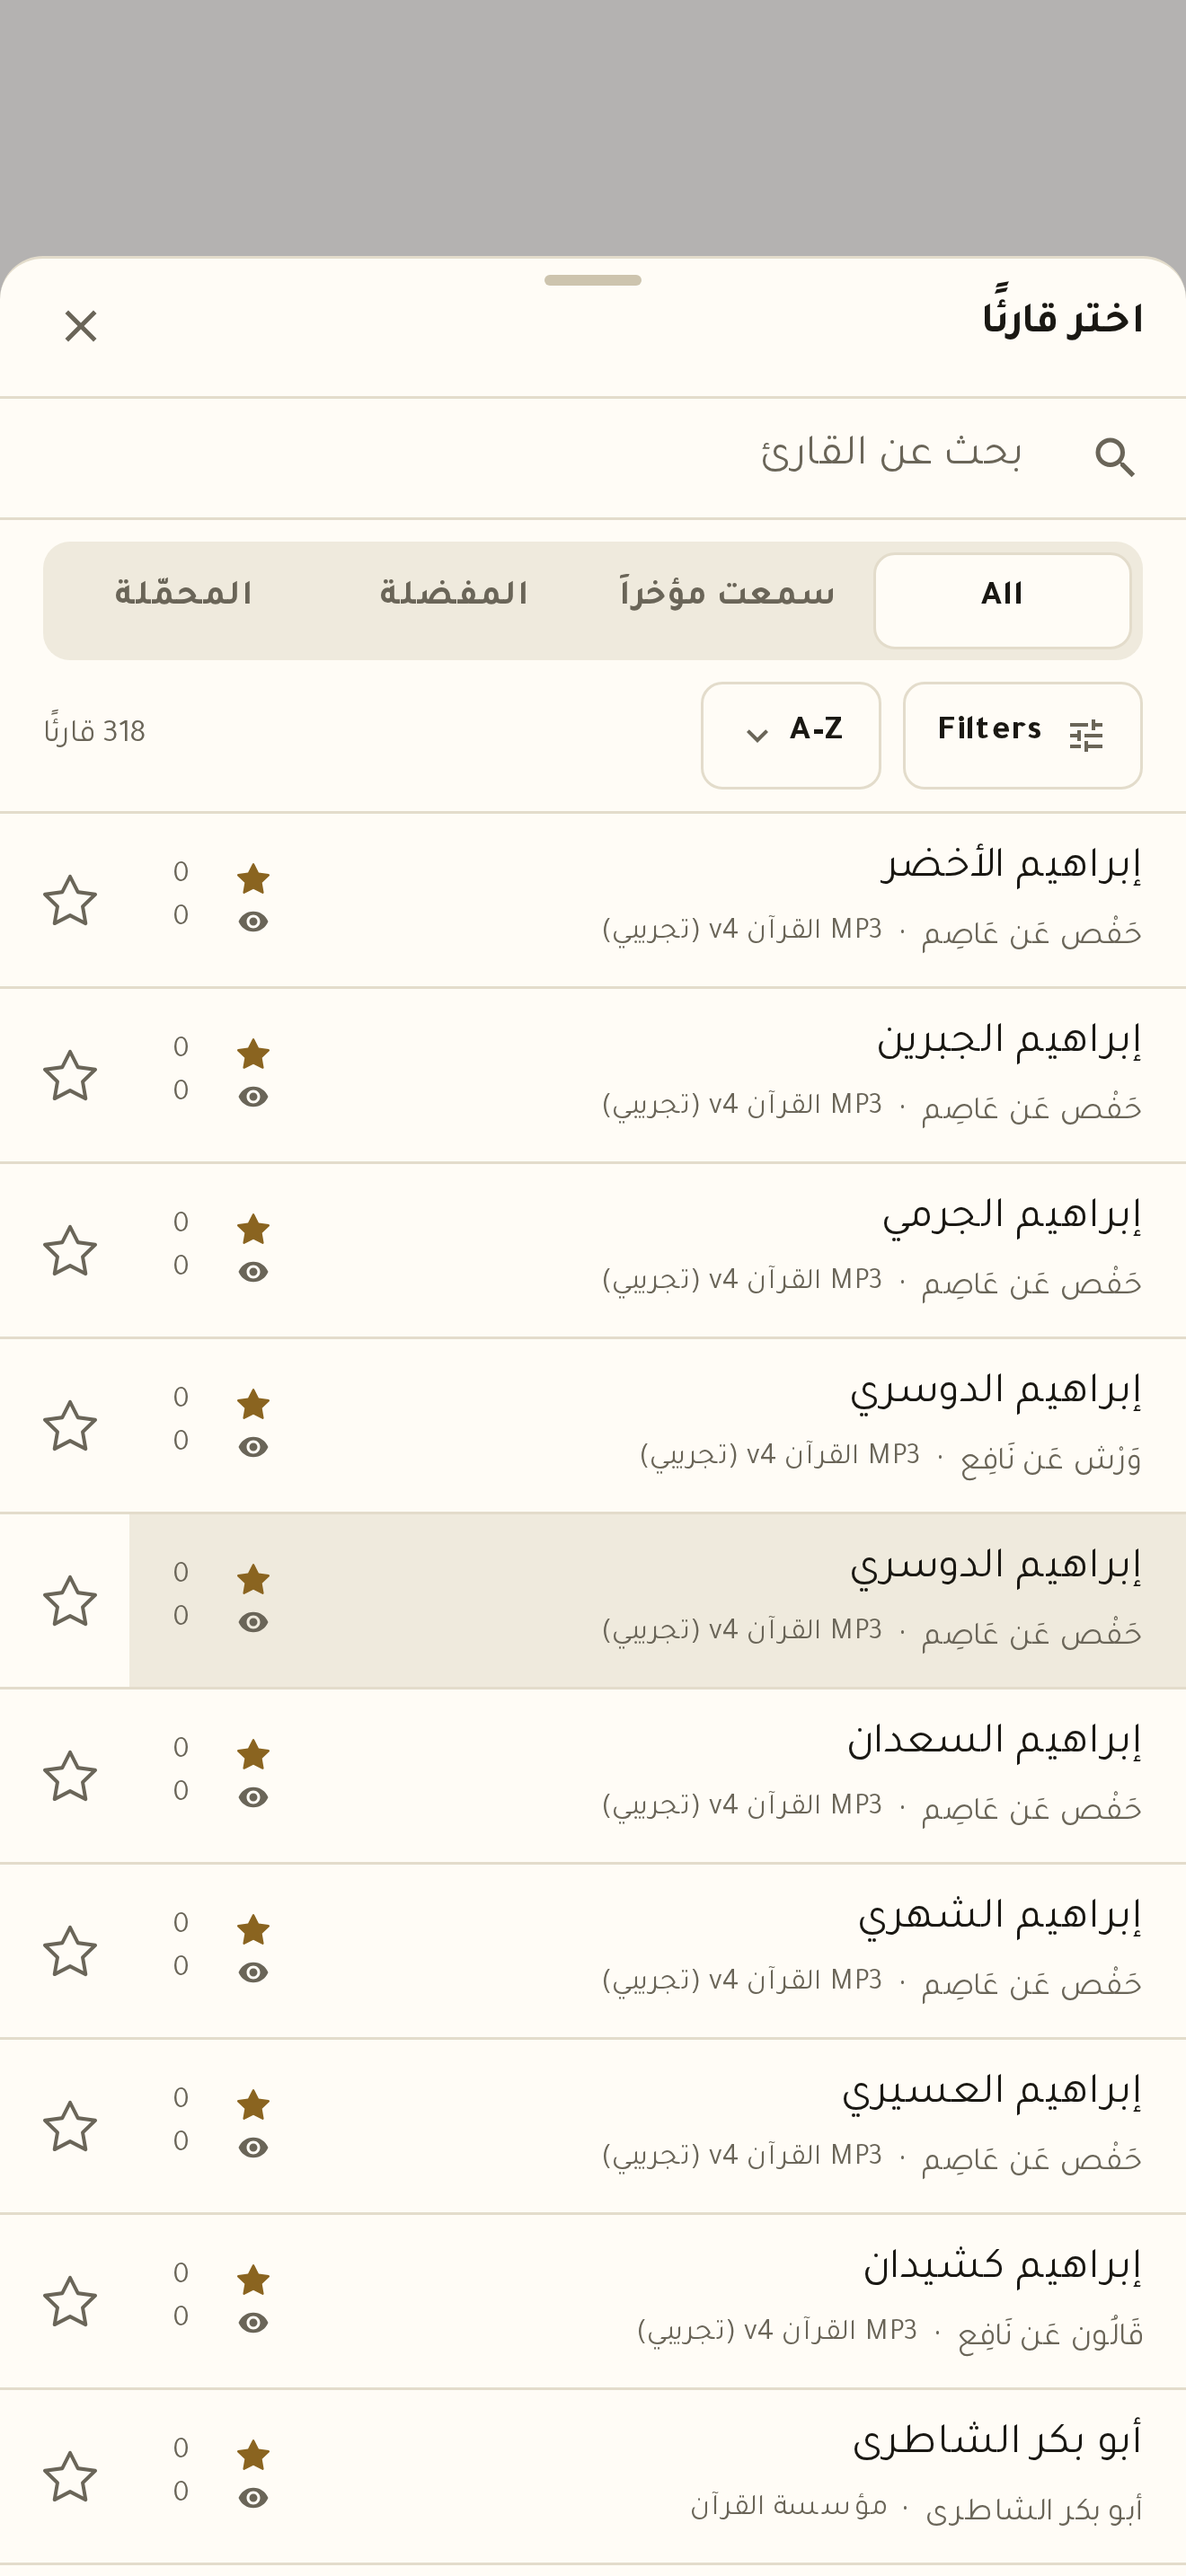 اختر قارئًا
بحث عن القارئ
All سمعت مؤخراَ المفضلة المحمّلة
Filters A-Z 318 قارئًا
إبراهيم الأخضر
حَفْص عَن عَاصِم · MP3 القرآن v4 (تجريبي)
0
0
إبراهيم الجبرين
حَفْص عَن عَاصِم · MP3 القرآن v4 (تجريبي)
0
0
إبراهيم الجرمي
حَفْص عَن عَاصِم · MP3 القرآن v4 (تجريبي)
0
0
إبراهيم الدوسري
وَرْش عَن نَافِع · MP3 القرآن v4 (تجريبي)
0
0
إبراهيم الدوسري
حَفْص عَن عَاصِم · MP3 القرآن v4 (تجريبي)
0
0
إبراهيم السعدان
حَفْص عَن عَاصِم · MP3 القرآن v4 (تجريبي)
0
0
إبراهيم الشهري
حَفْص عَن عَاصِم · MP3 القرآن v4 (تجريبي)
0
0
إبراهيم العسيري
حَفْص عَن عَاصِم · MP3 القرآن v4 (تجريبي)
0
0
إبراهيم كشيدان
قَالُون عَن نَافِع · MP3 القرآن v4 (تجريبي)
0
0
أبو بكر الشاطرى
أبو بكر الشاطرى · مؤسسة القرآن
0
0